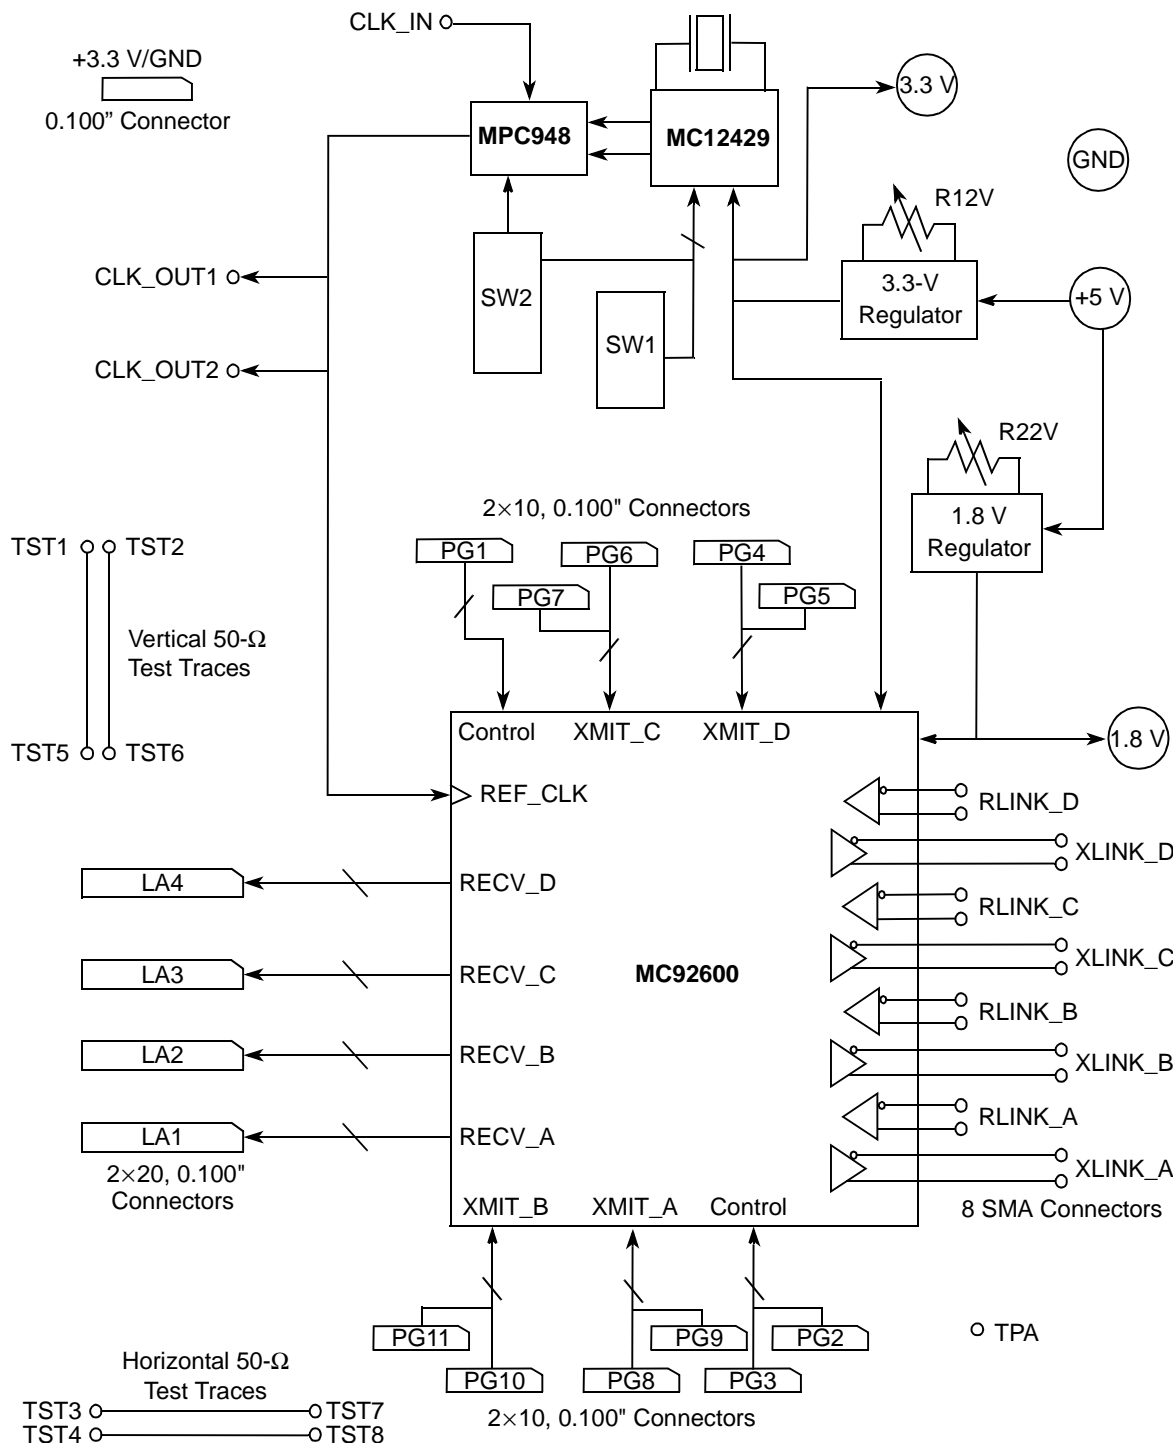 CLK_IN
+3.3 V/GND
0.100" Connector
MPC948
MC12429
3.3 V
GND
R12V
3.3-V
Regulator
+5 V
CLK_OUT1
SW2
SW1
CLK_OUT2
R22V
1.8 V
Regulator
2×10, 0.100" Connectors
PG1
PG6
PG4
PG7
PG5
TST1
TST2
Vertical 50-Ω
Test Traces
TST5
TST6
Control
XMIT_C
XMIT_D
1.8 V
REF_CLK
RLINK_D
XLINK_D
LA4
RECV_D
RLINK_C
XLINK_C
LA3
RECV_C
MC92600
RLINK_B
XLINK_B
LA2
RECV_B
RLINK_A
XLINK_A
LA1
RECV_A
2×20, 0.100"
Connectors
XMIT_B
XMIT_A
Control
8 SMA Connectors
PG11
PG9
PG2
TPA
PG10
PG8
PG3
2×10, 0.100" Connectors
Horizontal 50-Ω
Test Traces
TST3
TST7
TST4
TST8